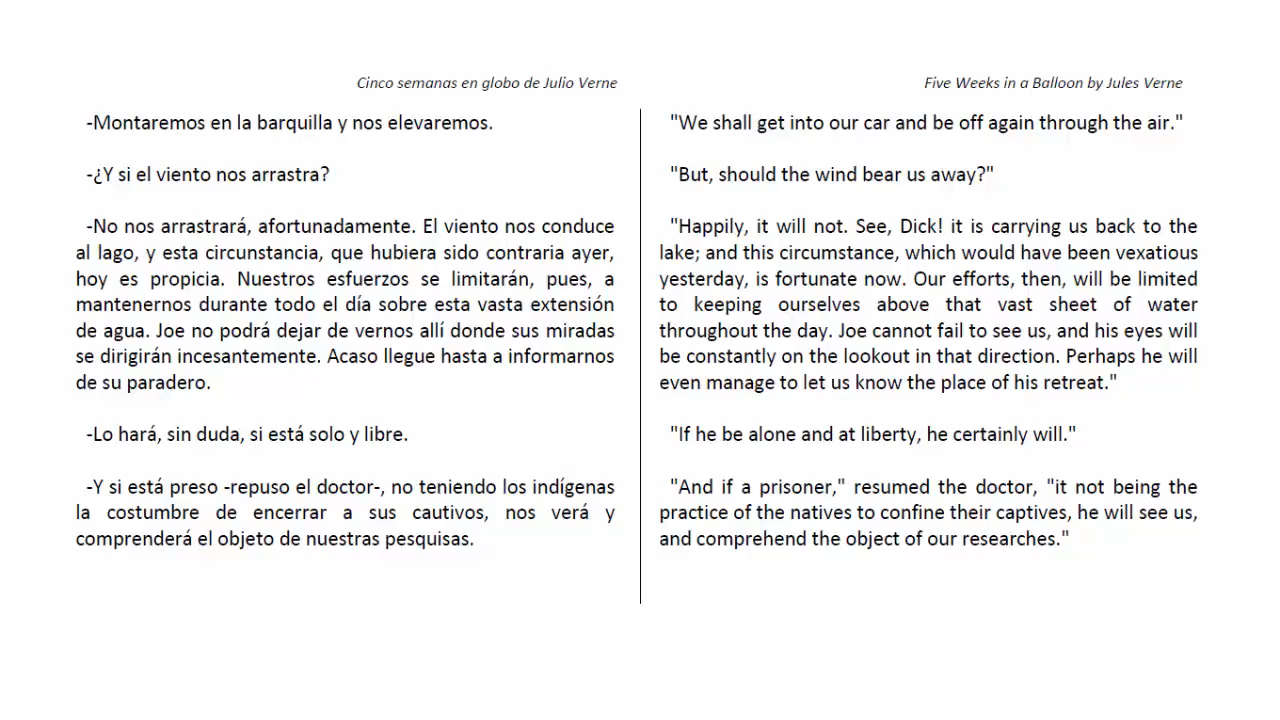 Cinco semanas en globo de Julio Verne
-Montaremos en la barquilla y nos elevaremos.
-¿Y si el viento nos arrastra?
-No nos arrastrará, afortunadamente. El viento nos conduce
al lago, y esta circunstancia, que hubiera sido contraria ayer,
hoy es propicia. Nuestros esfuerzos se limitarán, pues, a
mantenernos durante todo el día sobre esta vasta extensión
de agua. Joe no podrá dejar de vernos allí donde sus miradas
se dirigirán incesantemente. Acaso llegue hasta a informarnos
de su paradero.
-Lo hará, sin duda, si está solo y libre.
-Y si está preso -repuso el doctor-, no teniendo los indígenas
la costumbre de encerrar a sus cautivos, nos verá y
comprenderá el objeto de nuestras pesquisas.
Five Weeks in a Balloon by Jules Verne
"We shall get into our car and be off again through the air."
"But, should the wind bear us away?"
"Happily, it will not. See, Dick! it is carrying us back to the
lake; and this circumstance, which would have been vexatious
yesterday, is fortunate now. Our efforts, then, will be limited
to keeping ourselves above that vast sheet of water
throughout the day. Joe cannot fail to see us, and his eyes will
be constantly on the lookout in that direction. Perhaps he will
even manage to let us know the place of his retreat."
"If he be alone and at liberty, he certainly will."
"And if a prisoner," resumed the doctor, "it not being the
practice of the natives to confine their captives, he will see us,
and comprehend the object of our researches."